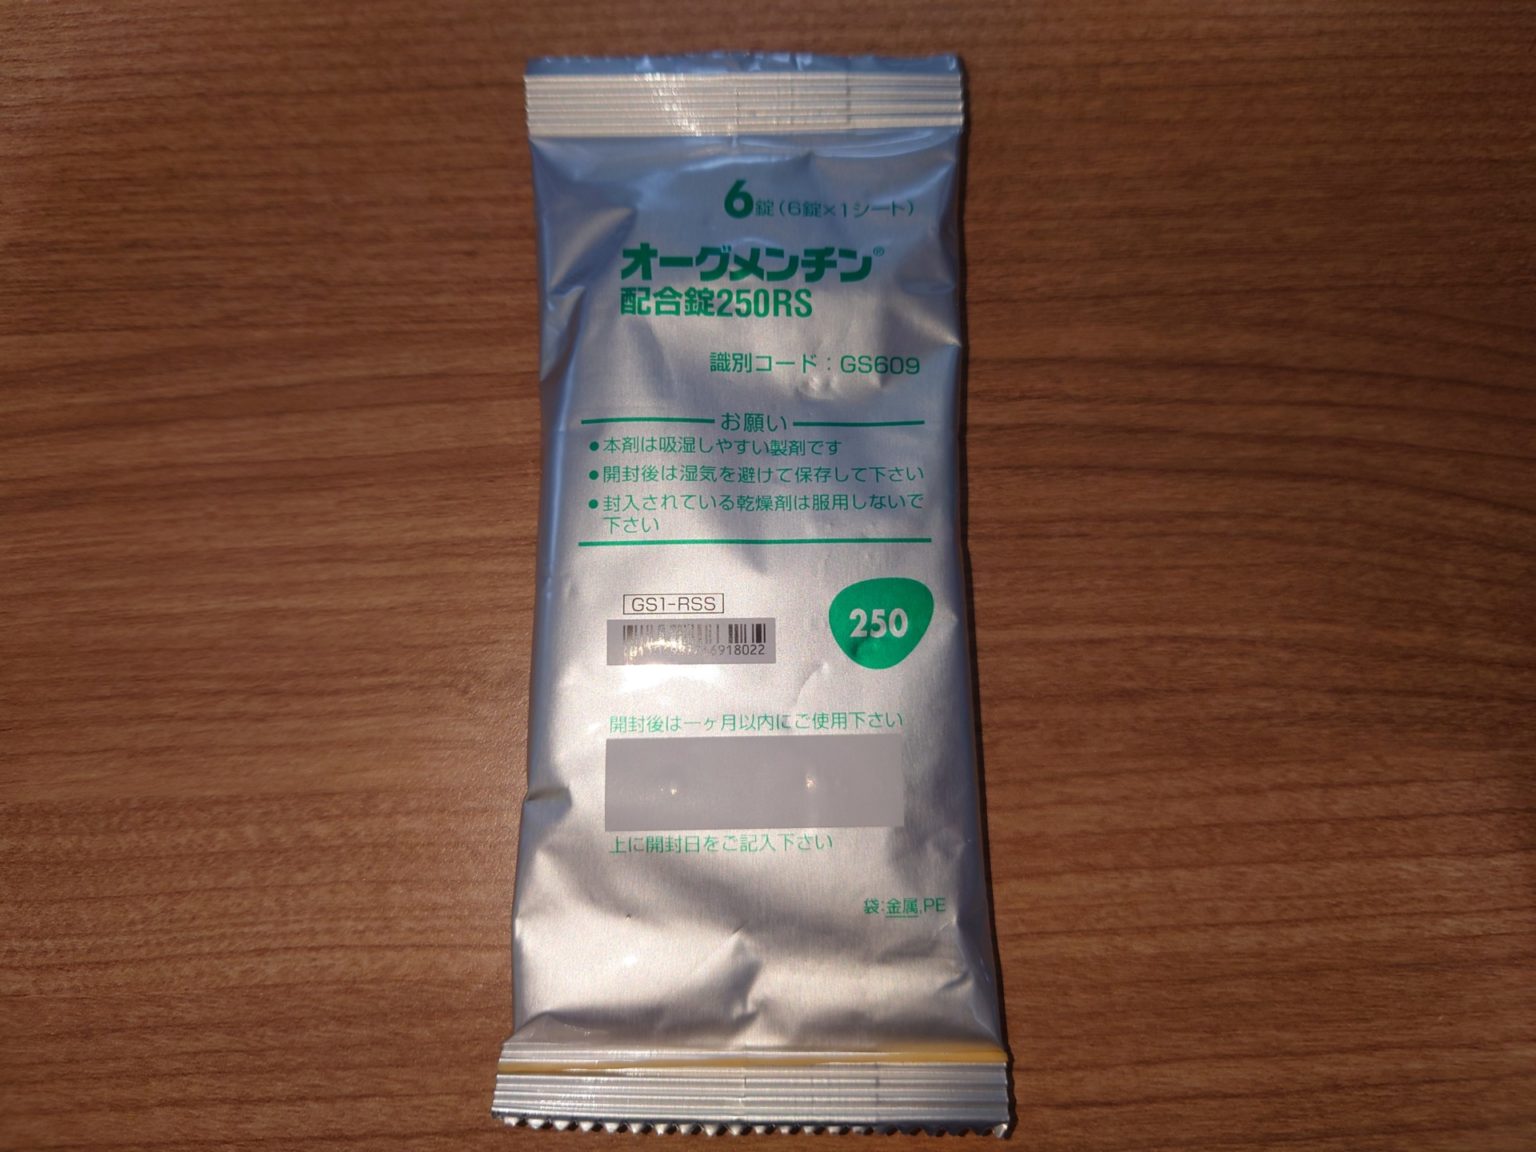 6錠(6錠×1シート)
オーグメンチン®
配合錠250RS
識別コード:GS609
お願い
●本剤は吸湿しやすい製剤です
●開封後は湿気を避けて保存して下さい
●封入されている乾燥剤は服用しないで
下さい
GS1-RSS
250
6918022
開封後は一ヶ月以内にご使用下さい
上に開封日をご記入下さい
袋:金属,PE